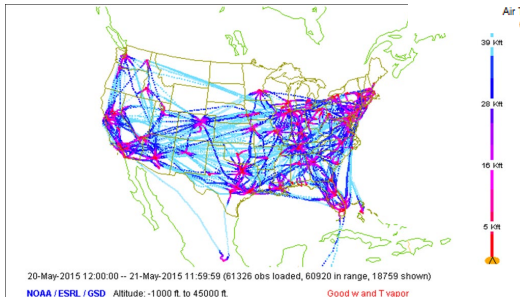 Air T
39 Kft
28 Kft
16 Kft
5 Kft
20-May-2015 12:00:00 -- 21-May-2015 11:59:59 (61326 obs loaded, 60920 in range, 18759 shown)
NOAA / ESRL / GSD Altitude: -1000 ft. to 45000 ft. Good w and T vapor